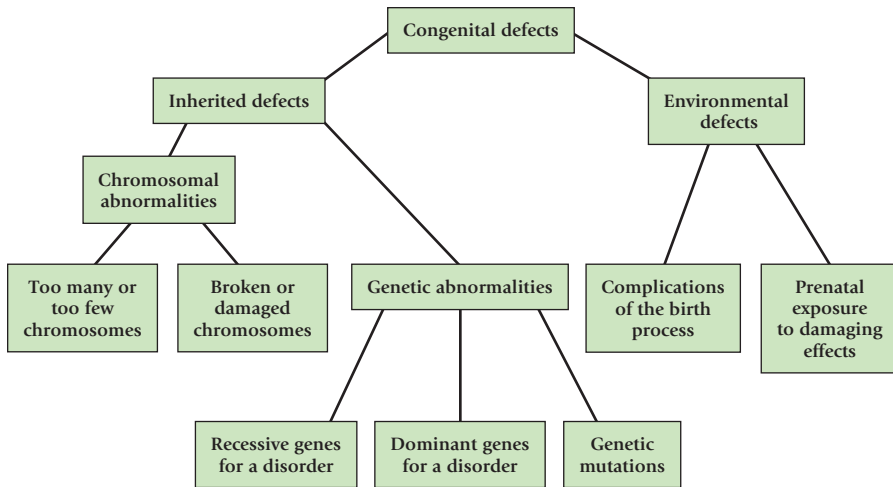 Congenital defects
Inherited defects
Environmental
defects
Chromosomal
abnormalities
Too many or
too few
chromosomes
Broken or
damaged
chromosomes
Genetic abnormalities
Complications
of the birth
process
Prenatal
exposure
to damaging
effects
Recessive genes
for a disorder
Dominant genes
for a disorder
Genetic
mutations